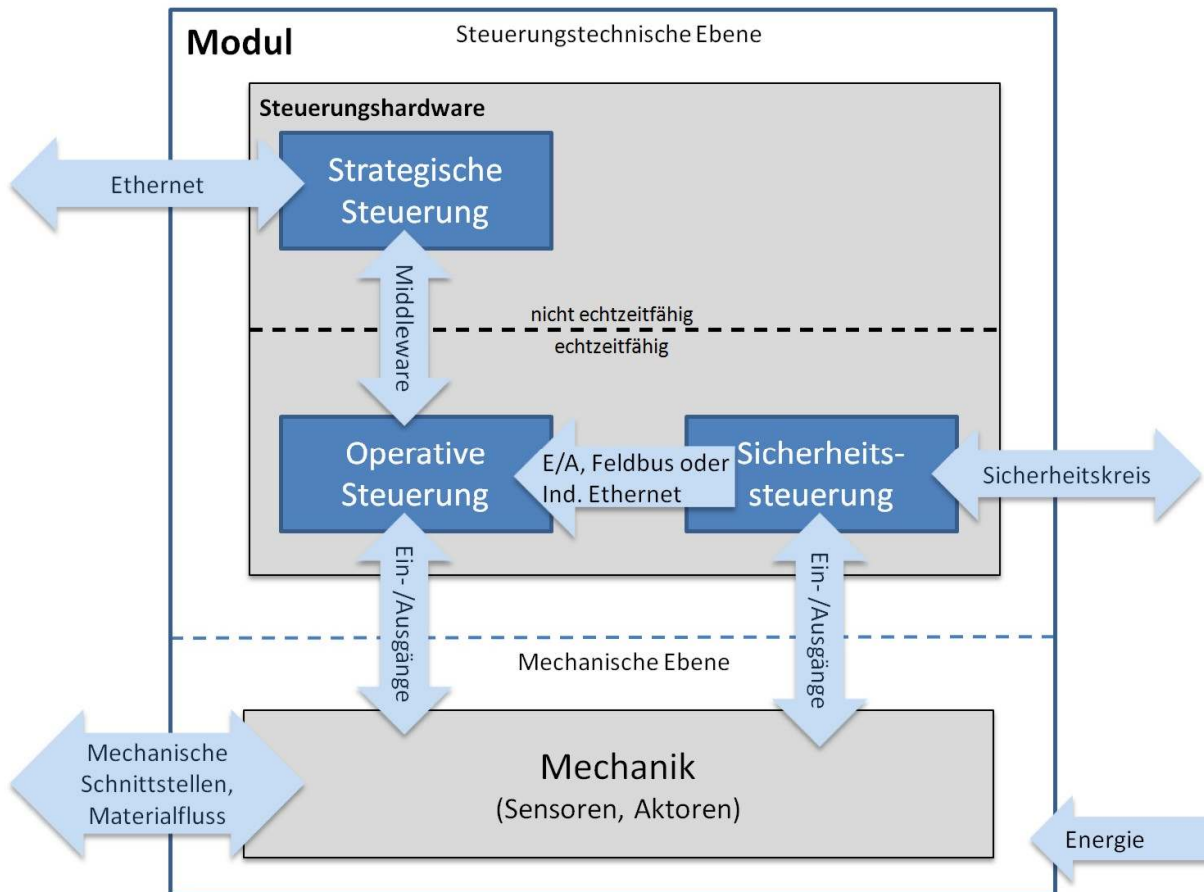 Modul
Steuerungstechnische Ebene
Steuerungshardware
Strategische
Steuerung
Ethernet
Middleware
nicht echtzeitfähig
echtzeitfähig
Operative
Steuerung
E/A, Feldbus oder
Ind. Ethernet
Sicherheits-
steuerung
Sicherheitskreis
Ein- /Ausgänge
Ein- /Ausgänge
Mechanische Ebene
Mechanische
Schnittstellen,
Materialfluss
Mechanik
(Sensoren, Aktoren)
Energie